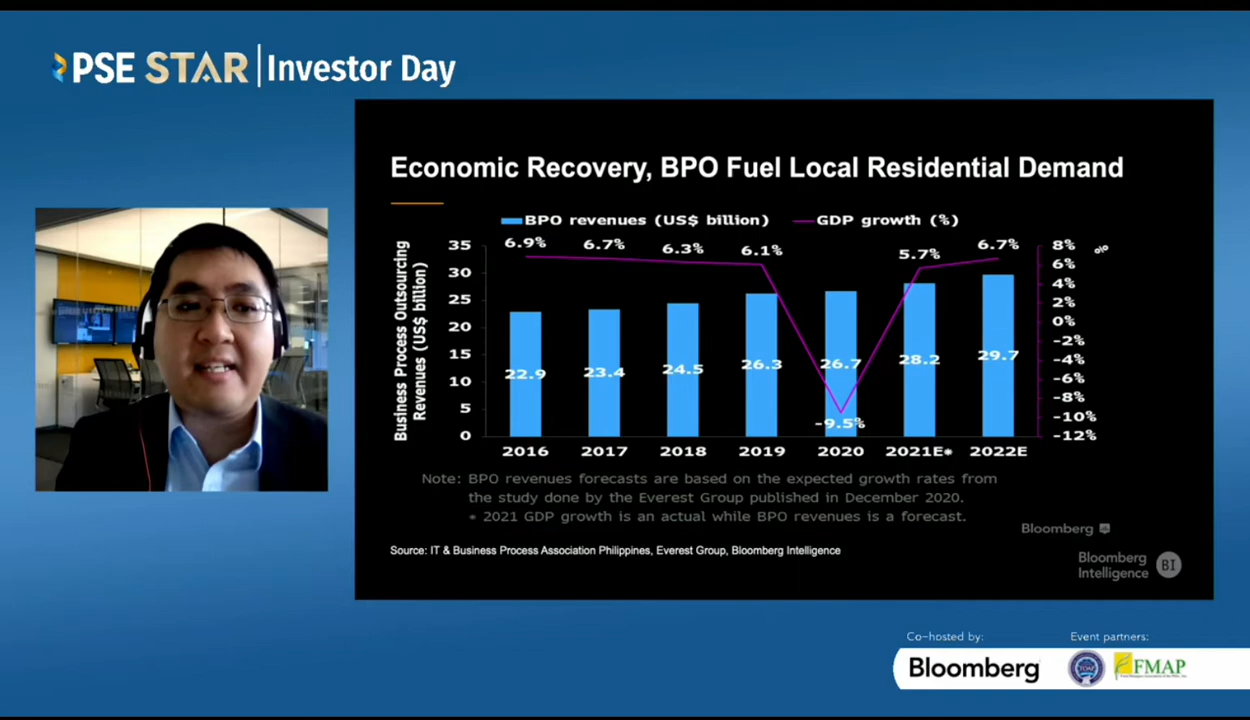 PSE STAR | Investor Day
Economic Recovery, BPO Fuel Local Residential Demand
BPO revenues (US$ billion) GDP growth (%)
Business Process Outsourcing
Revenues (US$ billion)
35
30
25
20
15
10
5
0
6.9% 6.7% 6.3% 6.1% -9.5% 5.7% 6.7%
22.9 23.4 24.5 26.3 26.7 28.2 29.7
8%
6%
4%
2%
0%
-2%
-4%
-6%
-8%
-10%
-12%
%
2016 2017 2018 2019 2020 2021E* 2022E
Note: BPO revenues forecasts are based on the expected growth rates from
the study done by the Everest Group published in December 2020.
* 2021 GDP growth is an actual while BPO revenues is a forecast.
Bloomberg
Source: IT & Business Process Association Philippines, Everest Group, Bloomberg Intelligence
Bloomberg
Intelligence BI
Co-hosted by: Event partners:
Bloomberg FMAP